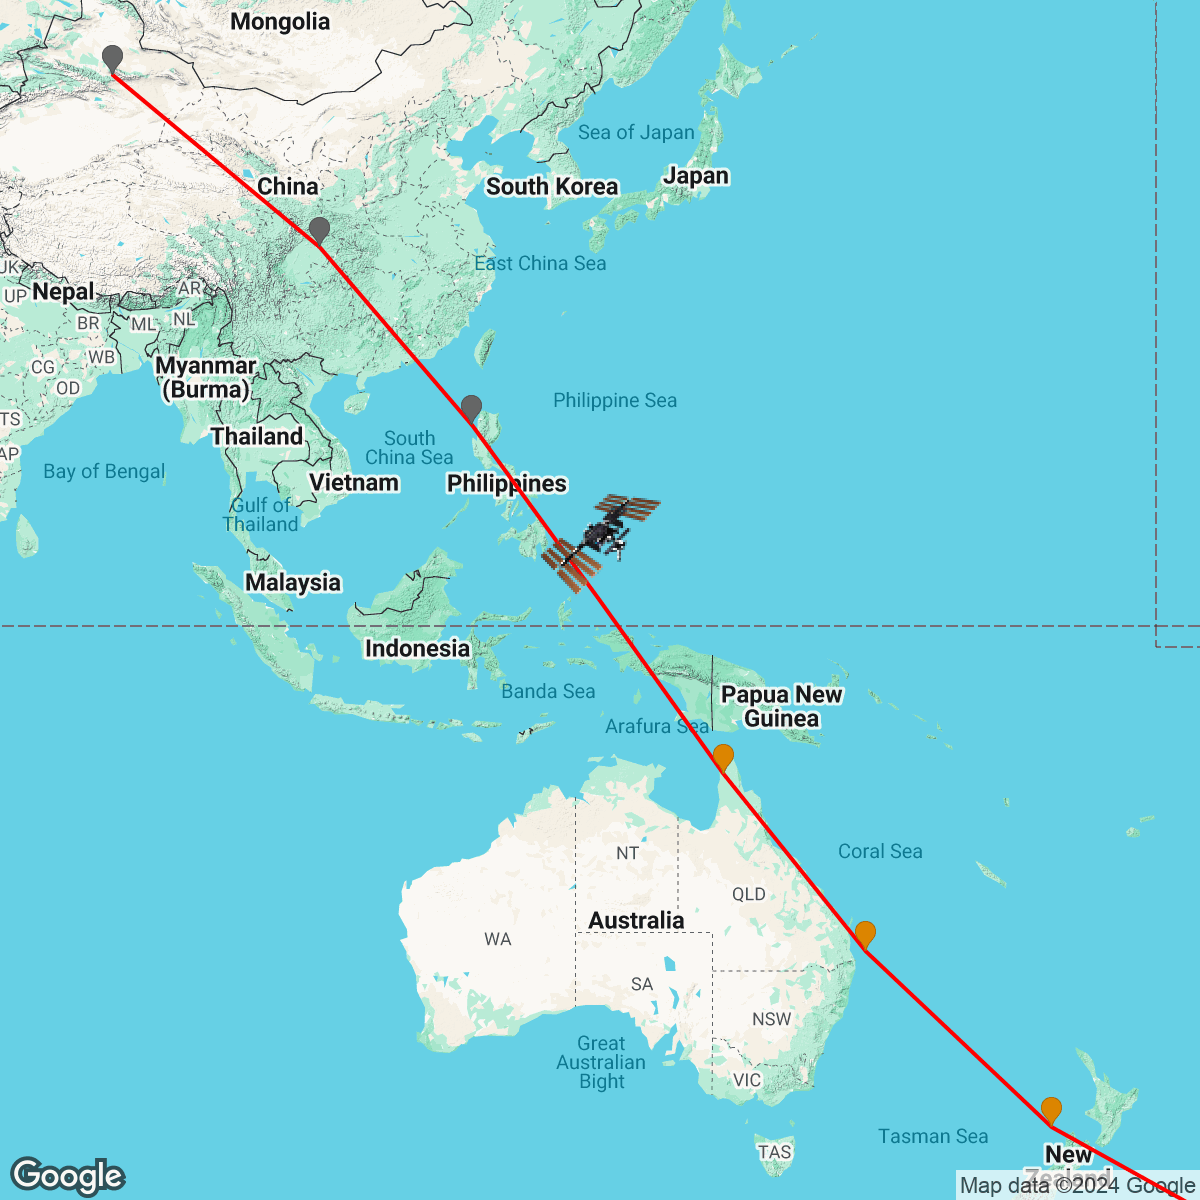 Mongolia
Sea of Japan
Japan
South Korea
China
East China Sea
UK
Nepal
AR
UP
BR
ML
NL
WB
CG
OD
Myanmar
(Burma)
TS
AP
Philippine Sea
Thailand
South
China Sea
Bay of Bengal
Vietnam
Philippines
Gulf of
Thailand
Malaysia
Indonesia
Banda Sea
Papua New
Guinea
Arafura Sea
NT
Coral Sea
QLD
Australia
WA
SA
NSW
Great
Australian
Bight
VIC
Tasman Sea
TAS
New
Zealand
Google
Map data ©2024 Google